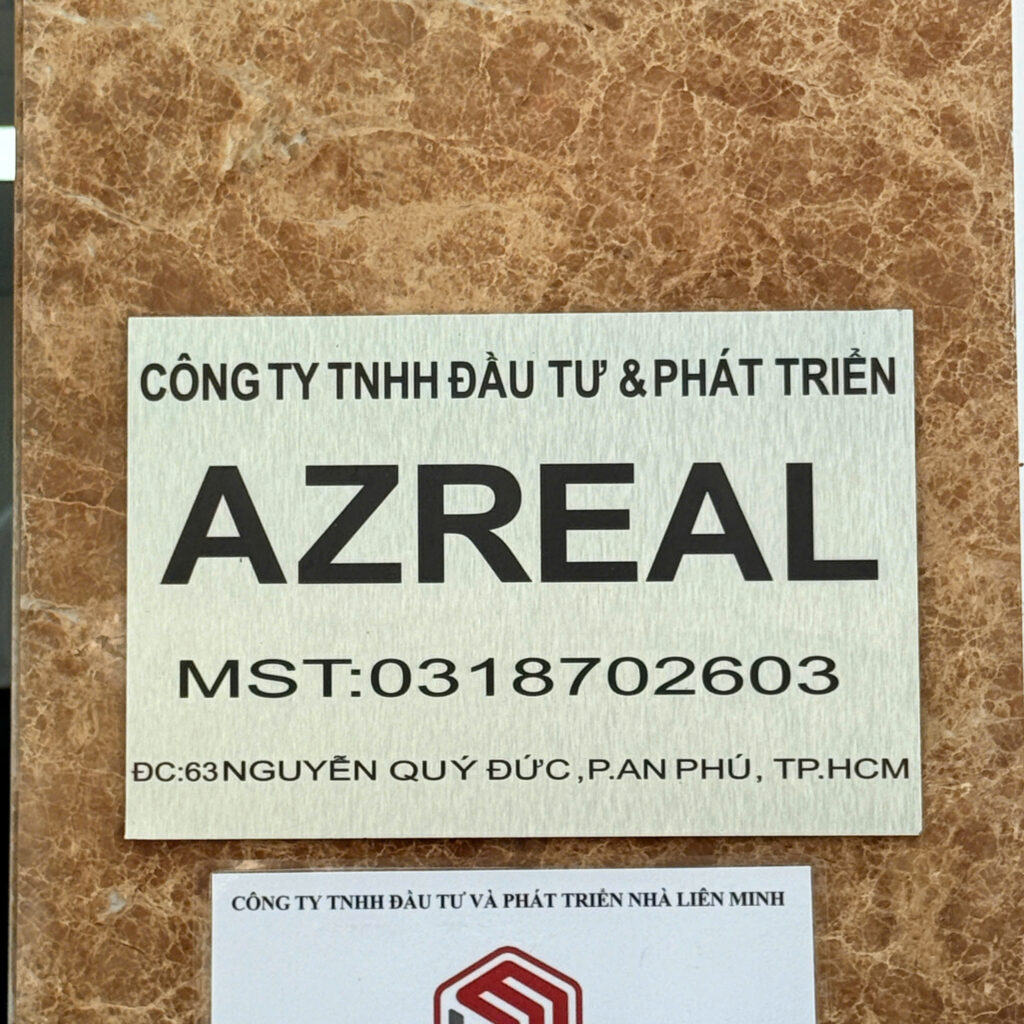 CÔNG TY TNHH ĐẦU TƯ & PHÁT TRIỂN
AZREAL
MST:0318702603
ĐC:63 NGUYỄN QUÝ ĐỨC, P.AN PHÚ, TP.HCM
CÔNG TY TNHH ĐẦU TƯ VÀ PHÁT TRIỂN NHÀ LIÊN MINH